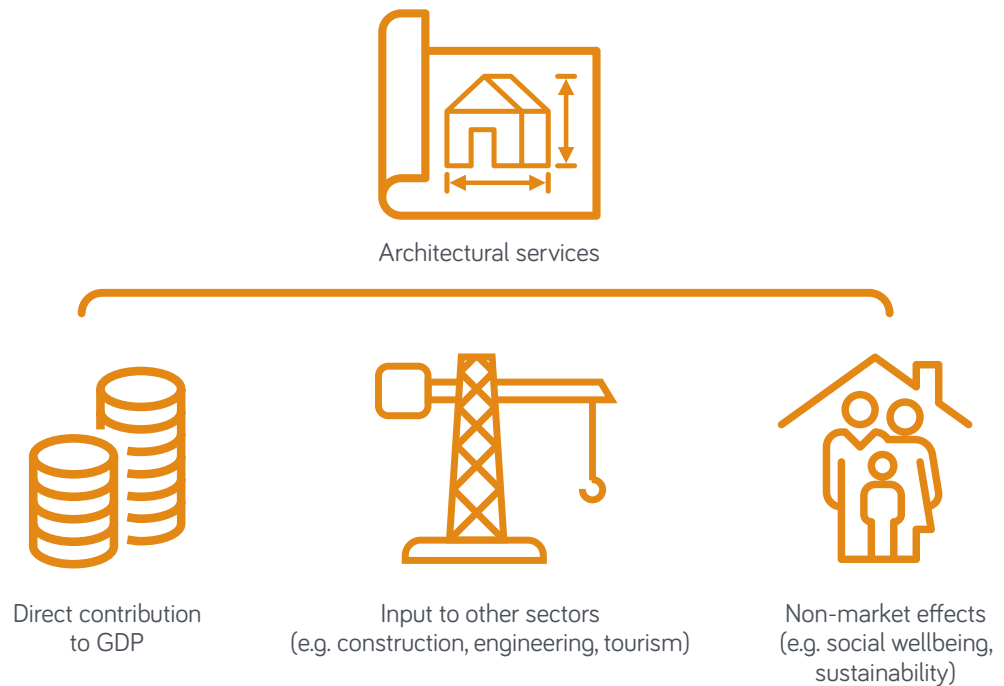 Architectural services
Direct contribution
to GDP
Input to other sectors
(e.g. construction, engineering, tourism)
Non-market effects
(e.g. social wellbeing,
sustainability)